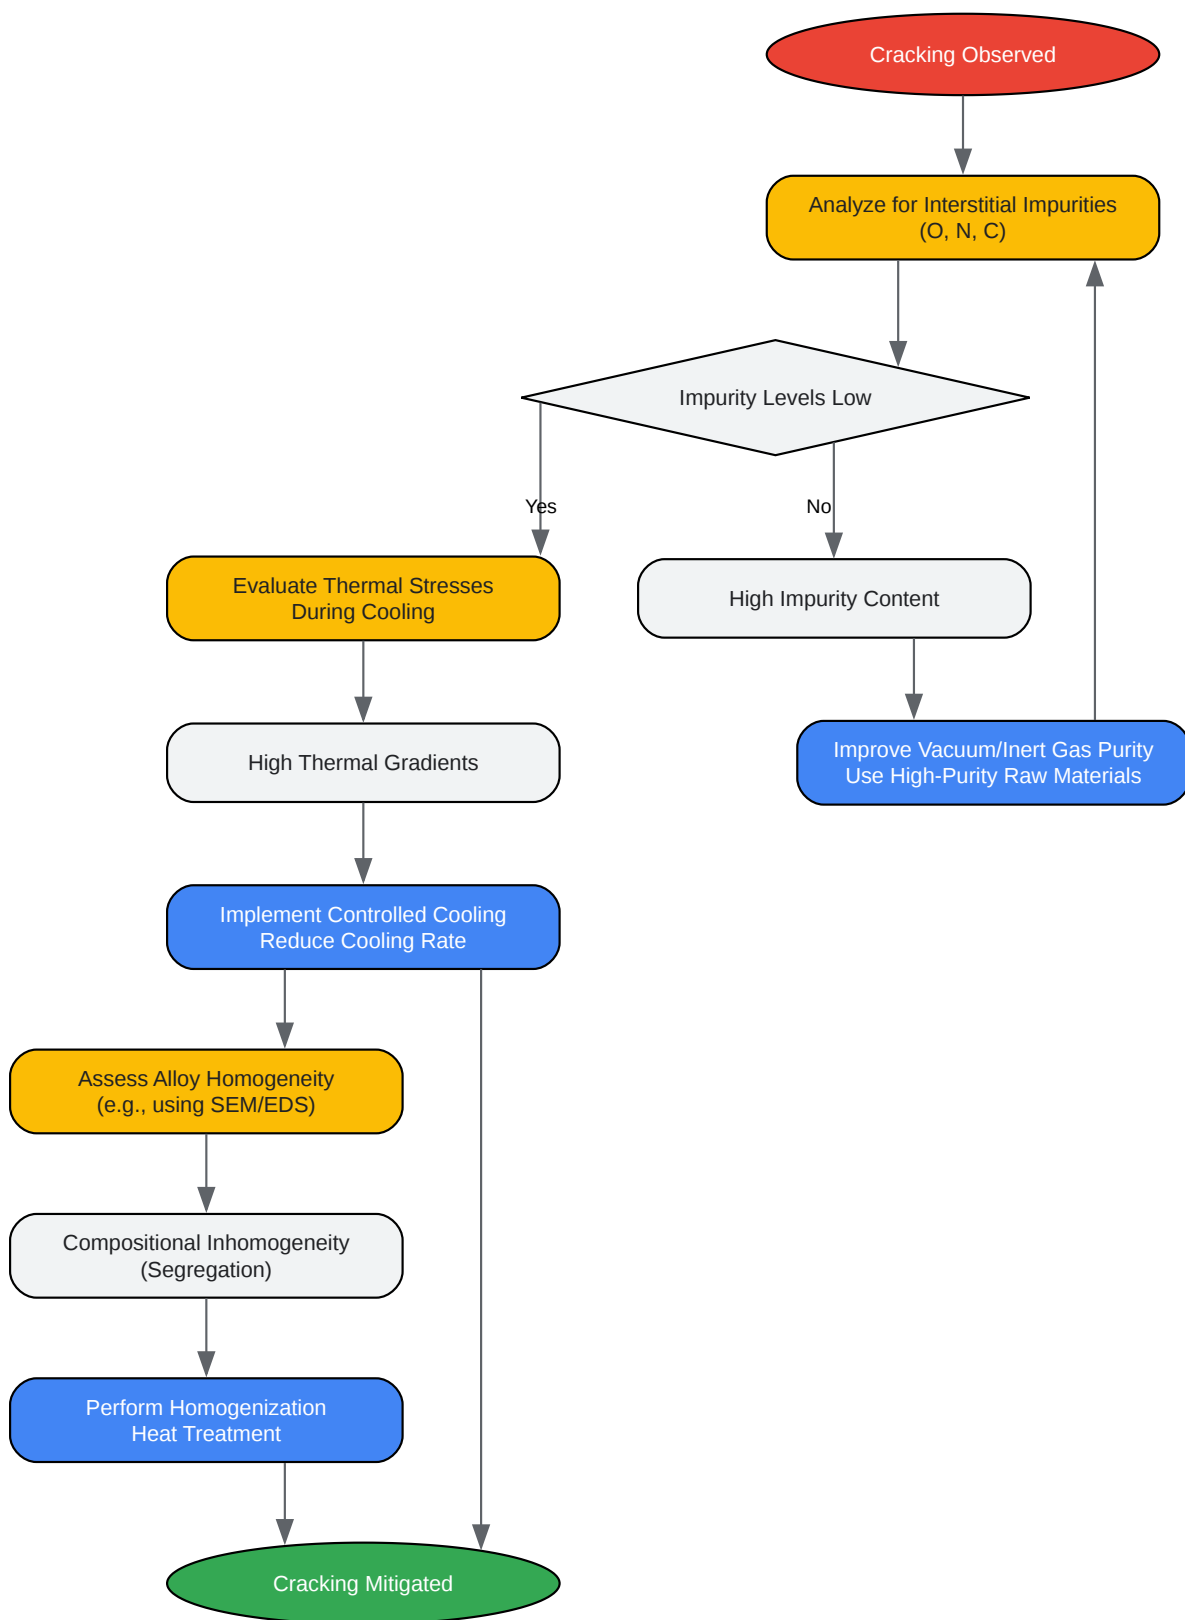 Cracking Observed
Analyze for Interstitial Impurities
(O, N, C)
Impurity Levels Low
Yes
No
Evaluate Thermal Stresses
During Cooling
High Impurity Content
High Thermal Gradients
Improve Vacuum/Inert Gas Purity
Use High-Purity Raw Materials
Implement Controlled Cooling
Reduce Cooling Rate
Assess Alloy Homogeneity
(e.g., using SEM/EDS)
Compositional Inhomogeneity
(Segregation)
Perform Homogenization
Heat Treatment
Cracking Mitigated